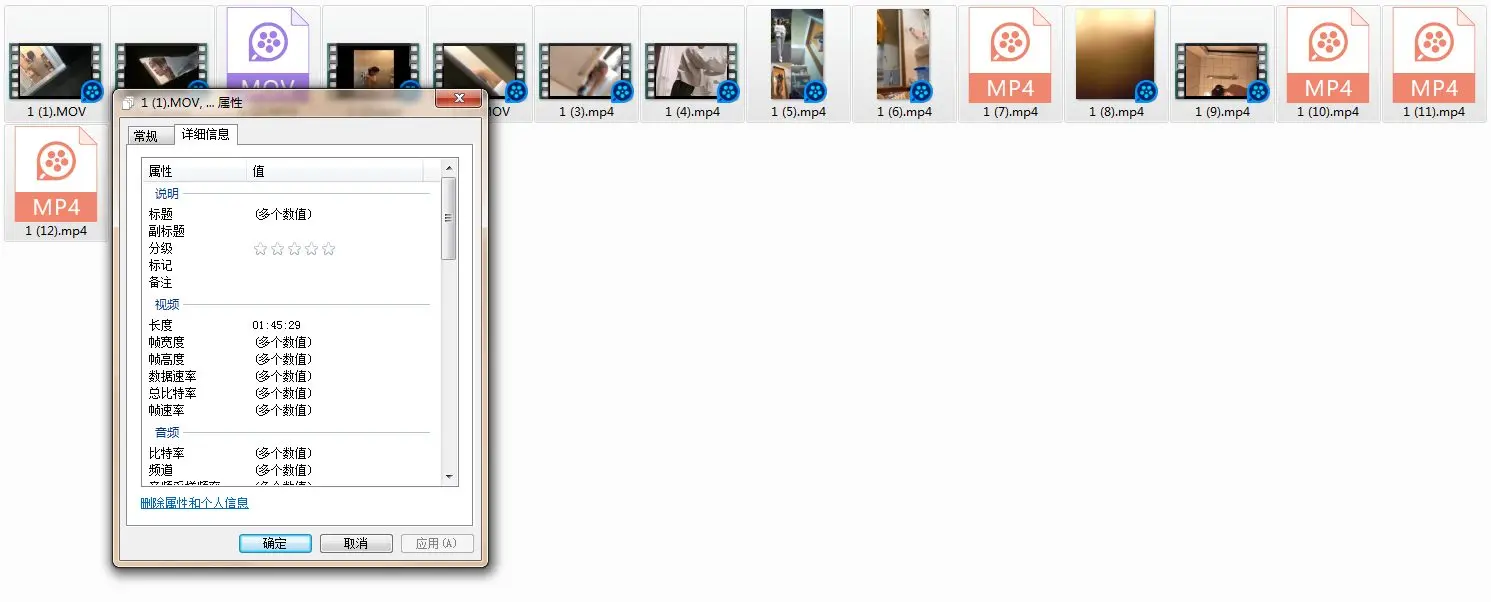 MOV
1 (1).MOV
OV
1 (3).mp4
1 (4).mp4
1 (5).mp4
1 (6).mp4
MP4
1 (7).mp4
1 (8).mp4
1 (9).mp4
MP4
1 (10).mp4
MP4
1 (11).mp4
MP4
1 (12).mp4
1 (1).MOV, ... 属性
常规
详细信息
属性 值
说明
标题 (多个数值)
副标题
分级
标记
备注
视频
长度 01:45:29
帧宽度 (多个数值)
帧高度 (多个数值)
数据速率 (多个数值)
总比特率 (多个数值)
帧速率 (多个数值)
音频
比特率 (多个数值)
频道 (多个数值)
删除属性和个人信息
确定
取消
应用(A)